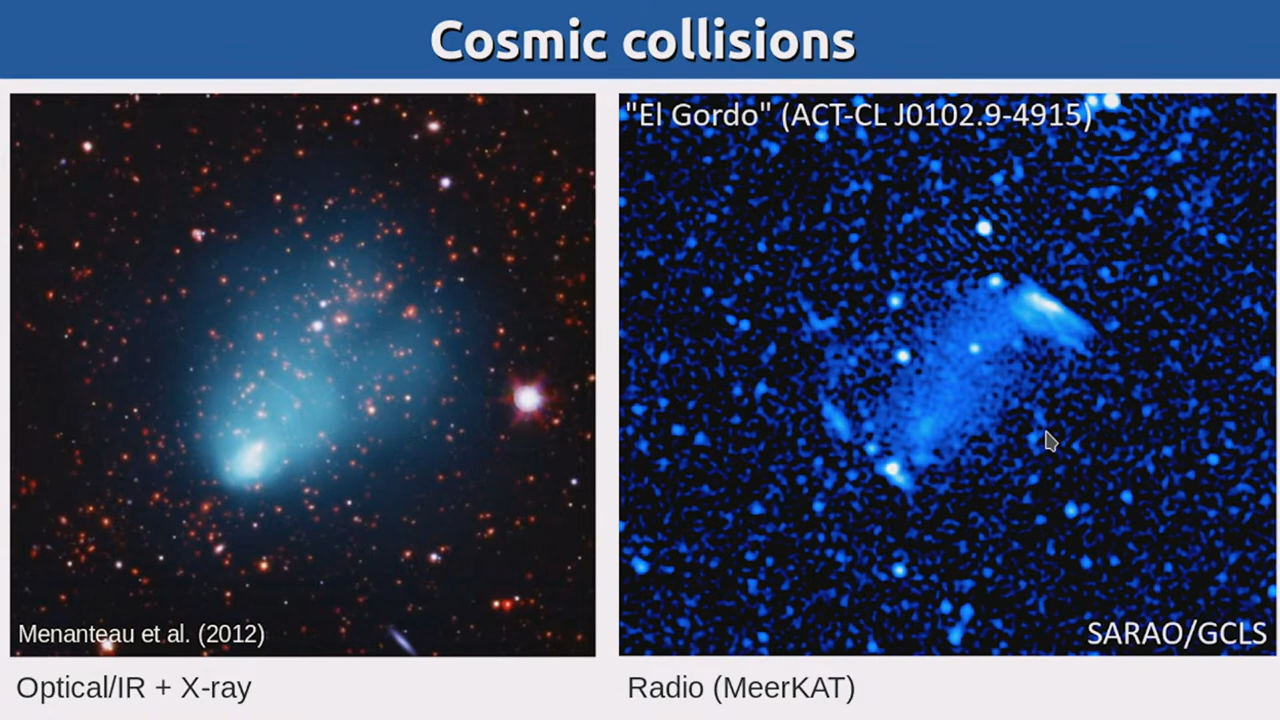 Cosmic collisions
"El Gordo" (ACT-CL J0102.9-4915)
Menanteau et al. (2012)
SARAO/GCLS
Optical/IR + X-ray
Radio (MeerKAT)